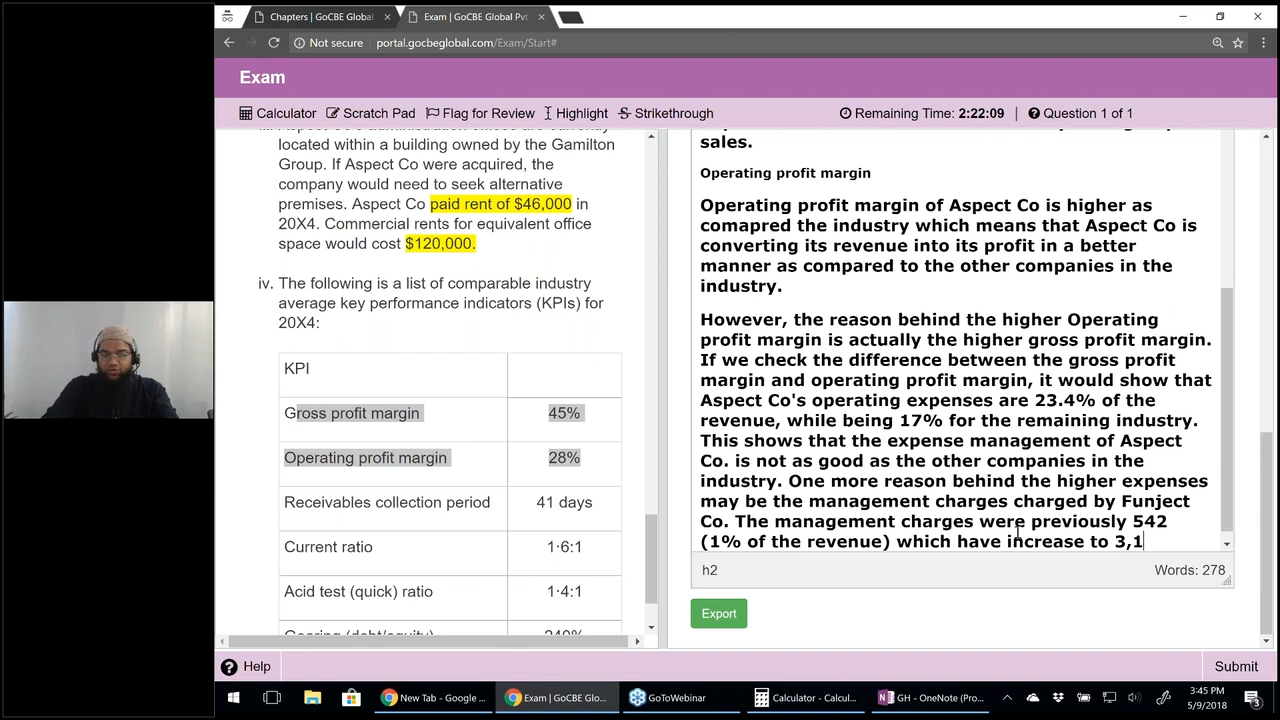 Chapters | GoCBE Global
Exam | GoCBE Global Pvt
Not secure
portal.gocbeglobal.com/Exam/Start#
Exam
Calculator
Scratch Pad
Flag for Review
Highlight
Strikethrough
Remaining Time: 2:22:09
Question 1 of 1
located within a building owned by the Gamilton
Group. If Aspect Co were acquired, the
company would need to seek alternative
premises. Aspect Co paid rent of $46,000 in
20X4. Commercial rents for equivalent office
space would cost $120,000.
iv. The following is a list of comparable industry
average key performance indicators (KPIs) for
20X4:
KPI
Gross profit margin 45%
Operating profit margin 28%
Receivables collection period 41 days
Current ratio 1·6:1
Acid test (quick) ratio 1·4:1
Gearing (debt/equity) 240%
sales.
Operating profit margin
Operating profit margin of Aspect Co is higher as
comapred the industry which means that Aspect Co is
converting its revenue into its profit in a better
manner as compared to the other companies in the
industry.
However, the reason behind the higher Operating
profit margin is actually the higher gross profit margin.
If we check the difference between the gross profit
margin and operating profit margin, it would show that
Aspect Co's operating expenses are 23.4% of the
revenue, while being 17% for the remaining industry.
This shows that the expense management of Aspect
Co. is not as good as the other companies in the
industry. One more reason behind the higher expenses
may be the management charges charged by Funject
Co. The management charges were previously 542
(1% of the revenue) which have increase to 3,1
h2
Words: 278
Export
Help
Submit
New Tab - Google ...
Exam | GoCBE Glo...
GoToWebinar
Calculator - Calcul...
GH - OneNote (Pro...
3:45 PM
5/9/2018
3